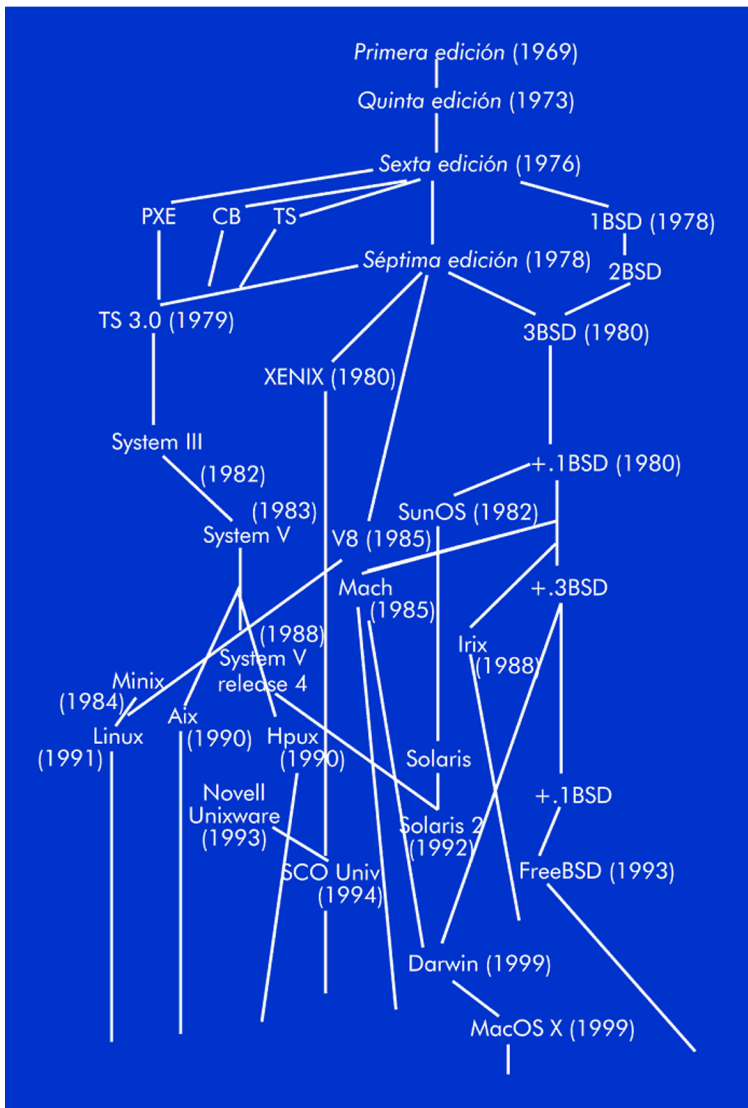 Primera edición (1969)
Quinta edición (1973)
Sexta edición (1976)
PXE
CB
TS
1BSD (1978)
Séptima edición (1978)
2BSD
TS 3.0 (1979)
3BSD (1980)
XENIX (1980)
System III
(1982)
+.1BSD (1980)
(1983)
System V
SunOS (1982)
V8 (1985)
Mach
(1985)
+.3BSD
(1988)
System V
release 4
Irix
(1988)
Minix
(1984)
Linux
(1991)
Aix
(1990)
Hpux
(1990)
Solaris
Novell
Unixware
(1993)
+.1BSD
Solaris 2
(1992)
SCO Univ
(1994)
FreeBSD (1993)
Darwin (1999)
MacOS X (1999)